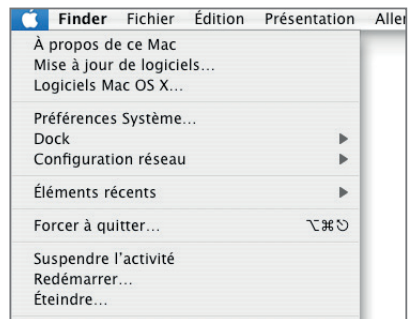 Finder Fichier Édition Présentation Aller
À propos de ce Mac
Mise à jour de logiciels...
Logiciels Mac OS X...
Préférences Système...
Dock
Configuration réseau
Éléments récents
Forcer à quitter... ⌥⌘⎋
Suspendre l'activité
Redémarrer...
Éteindre...